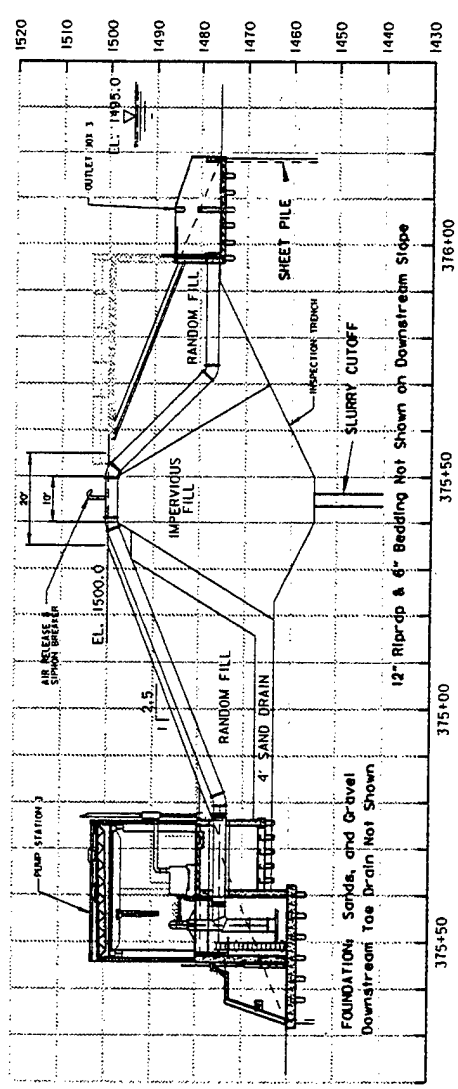 1520
1510
1500
1490
1480
1470
1460
1450
1440
1430
PUMP STATION 3
AIR RELEASE &
SIPHON BREAKER
20'
10'
OUTLET BOX 3
EL. 1495.0
EL. 1500.0
2.5
1
RANDOM FILL
IMPERVIOUS
FILL
RANDOM FILL
4' SAND DRAIN
SHEET PILE
INSPECTION TRENCH
SLURRY CUTOFF
FOUNDATION: Sands, and Gravel
Downstream Toe Drain Not Shown
12" Riprap & 6" Bedding Not Shown on Downstream Slope
375+50
375+00
375+50
376+00